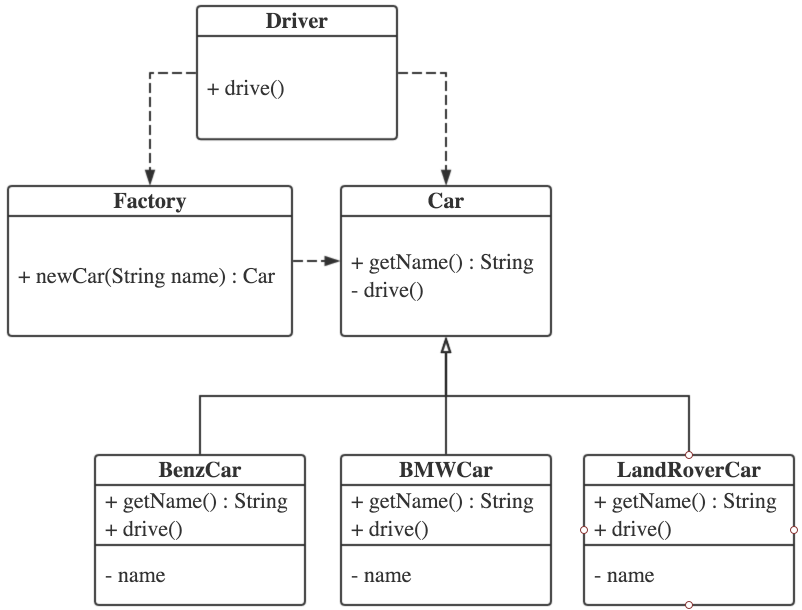 Driver
+ drive()
Factory
+ newCar(String name) : Car
Car
+ getName() : String
- drive()
BenzCar
+ getName() : String
+ drive()
- name
BMWCar
+ getName() : String
+ drive()
- name
LandRoverCar
+ getName() : String
+ drive()
- name